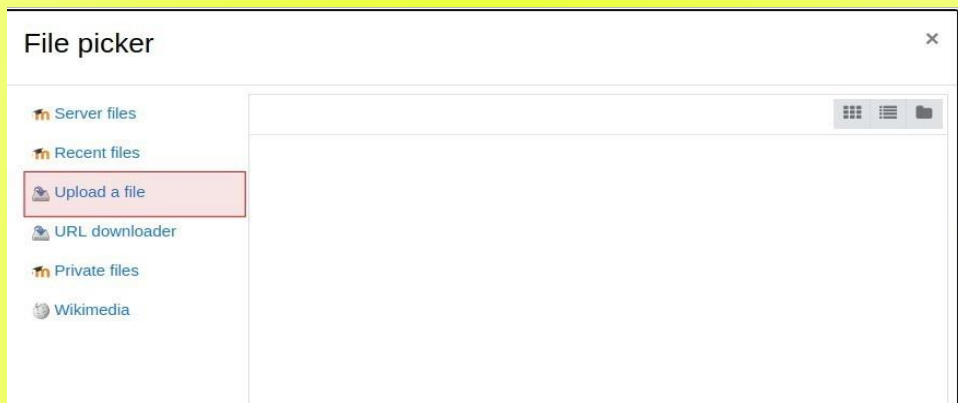 File picker
×
Server files
Recent files
Upload a file
URL downloader
Private files
Wikimedia